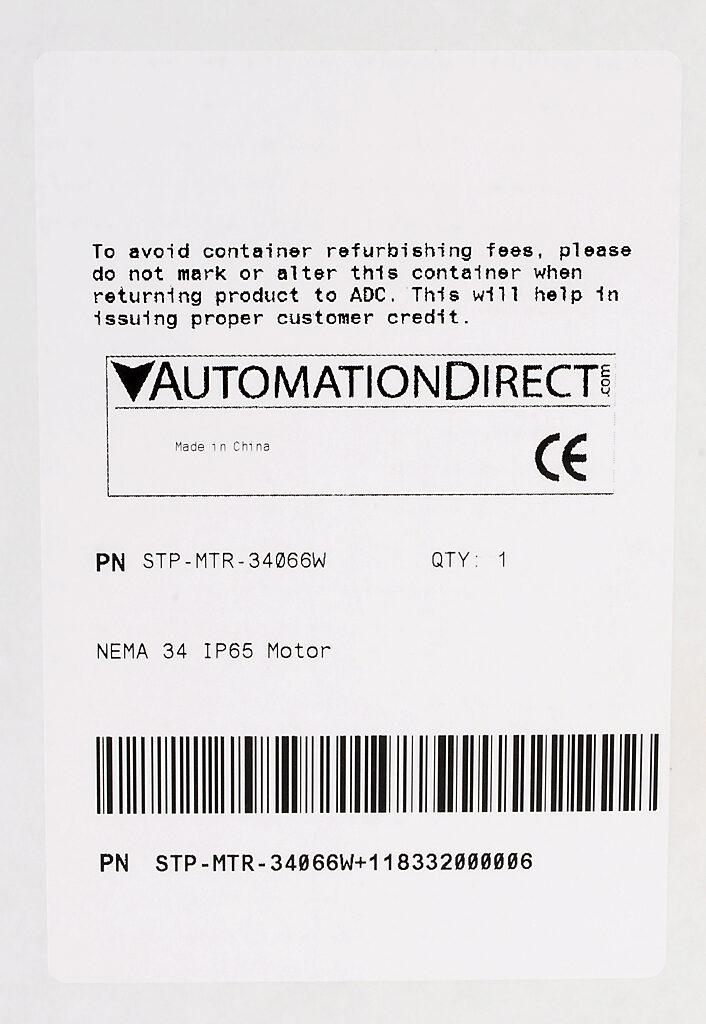 To avoid container refurbishing fees, please
do not mark or alter this container when
returning product to ADC. This will help in
issuing proper customer credit.
AUTOMATIONDIRECT.com
Made in China
CE
PN STP-MTR-34066W QTY: 1
NEMA 34 IP65 Motor
PN STP-MTR-34066W+118332000006